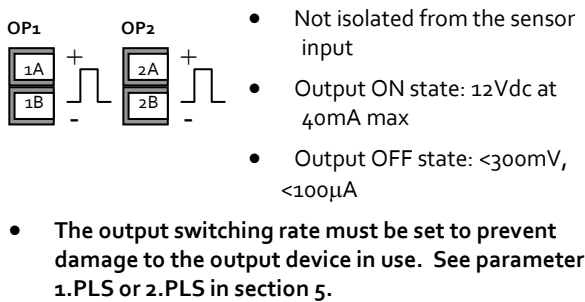 OP1 OP2
1A + 2A +
1B - 2B -
• Not isolated from the sensor
input
• Output ON state: 12Vdc at
40mA max
• Output OFF state: <300mV,
<100µA
• The output switching rate must be set to prevent
damage to the output device in use. See parameter
1.PLS or 2.PLS in section 5.